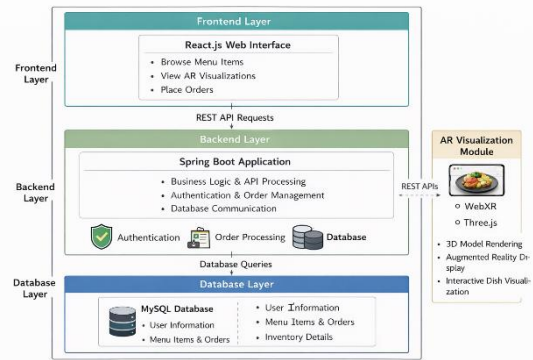 Frontend Layer
Frontend
Layer
React.js Web Interface
• Browse Menu Items
• View AR Visualizations
• Place Orders
REST API Requests
Backend Layer
Backend
Layer
Spring Boot Application
• Business Logic & API Processing
• Authentication & Order Management
• Database Communication
Authentication
Order Processing
Database
REST APIs
AR Visualization
Module
WebXR
Three.js
• 3D Model Rendering
• Augmented Reality Di-
splay
• Interactive Dish Visuali-
zation
Database Queries
Database
Layer
Database Layer
MySQL Database
• User Information
• Menu Items & Orders
• User Information
• Menu Items & Orders
• Inventory Details